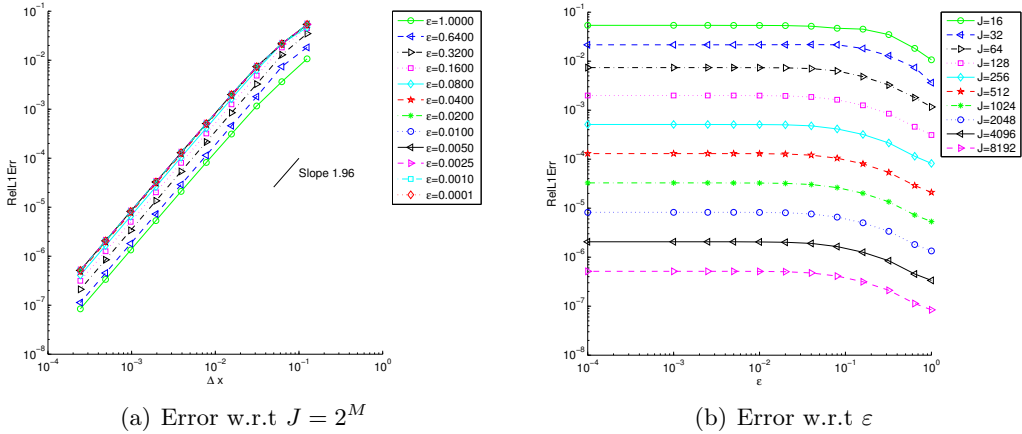 10⁻¹
10⁻²
10⁻³
10⁻⁴
10⁻⁵
10⁻⁶
10⁻⁷
10⁻⁸
RelL1Err
10⁻⁴
10⁻³
10⁻²
10⁻¹
10⁰
Δ x
Slope 1.96
ε=1.0000
ε=0.6400
ε=0.3200
ε=0.1600
ε=0.0800
ε=0.0400
ε=0.0200
ε=0.0100
ε=0.0050
ε=0.0025
ε=0.0010
ε=0.0001
(a) Error w.r.t J = 2^M
10⁻¹
10⁻²
10⁻³
10⁻⁴
10⁻⁵
10⁻⁶
10⁻⁷
10⁻⁸
RelL1Err
10⁻⁴
10⁻³
10⁻²
10⁻¹
10⁰
ε
J=16
J=32
J=64
J=128
J=256
J=512
J=1024
J=2048
J=4096
J=8192
(b) Error w.r.t ε